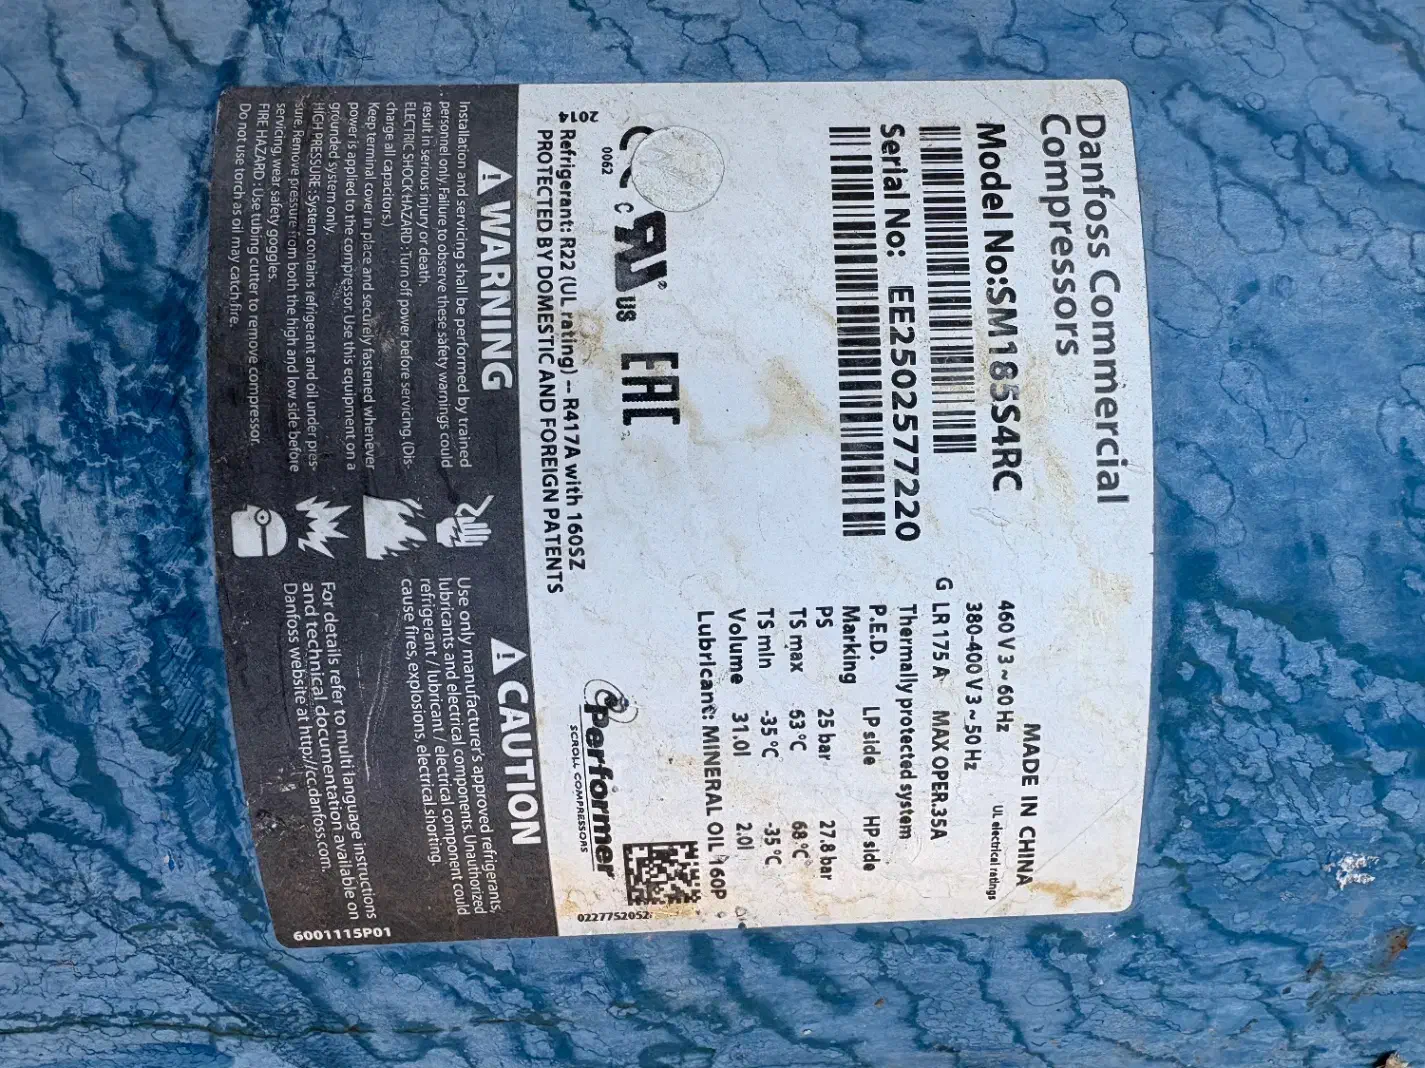 Danfoss Commercial
Compressors
Model No:SM185S4RC
Serial No: EE2502577220
MADE IN CHINA
UL electrical ratings
460 V 3 ~ 60 Hz
380-400 V 3 ~ 50 Hz
G LR 175 A MAX OPER.35A
Thermally protected system
P.E.D. LP side HP side
Marking
PS 25 bar 27.8 bar
TS max 63 °C 68 °C
TS min -35 °C -35 °C
Volume 31.0l 2.0l
Lubricant: MINERAL OIL 160P
0062
C US
EAC
2014
Performer
SCROLL COMPRESSORS
0227752052
Refrigerant: R22 (UL rating) -- R417A with 160SZ
PROTECTED BY DOMESTIC AND FOREIGN PATENTS
WARNING
Installation and servicing shall be performed by trained
personnel only. Failure to observe these safety warnings could
result in serious injury or death.
ELECTRIC SHOCK HAZARD : Turn off power before servicing. (Dis-
charge all capacitors.)
Keep terminal cover in place and securely fastened whenever
power is applied to the compressor. Use this equipment on a
grounded system only.
HIGH PRESSURE : System contains refrigerant and oil under pres-
sure. Remove pressure from both the high and low side before
servicing, wear safety goggles.
FIRE HAZARD : Use tubing cutter to remove compressor.
Do not use torch as oil may catch fire.
CAUTION
Use only manufacturer's approved refrigerants,
lubricants and electrical components. Unauthorized
refrigerant / lubricant / electrical component could
cause fires, explosions, electrical shorting.
For details refer to multi language instructions
and technical documentation available on
Danfoss website at http//cc.danfoss.com.
6001115P01